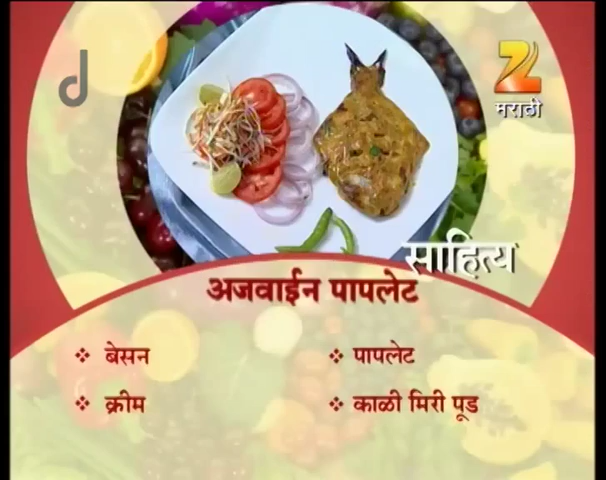 मराठी
साहित्य
अजवाईन पापलेट
❖ बेसन
❖ पापलेट
❖ क्रीम
❖ काळी मिरी पूड